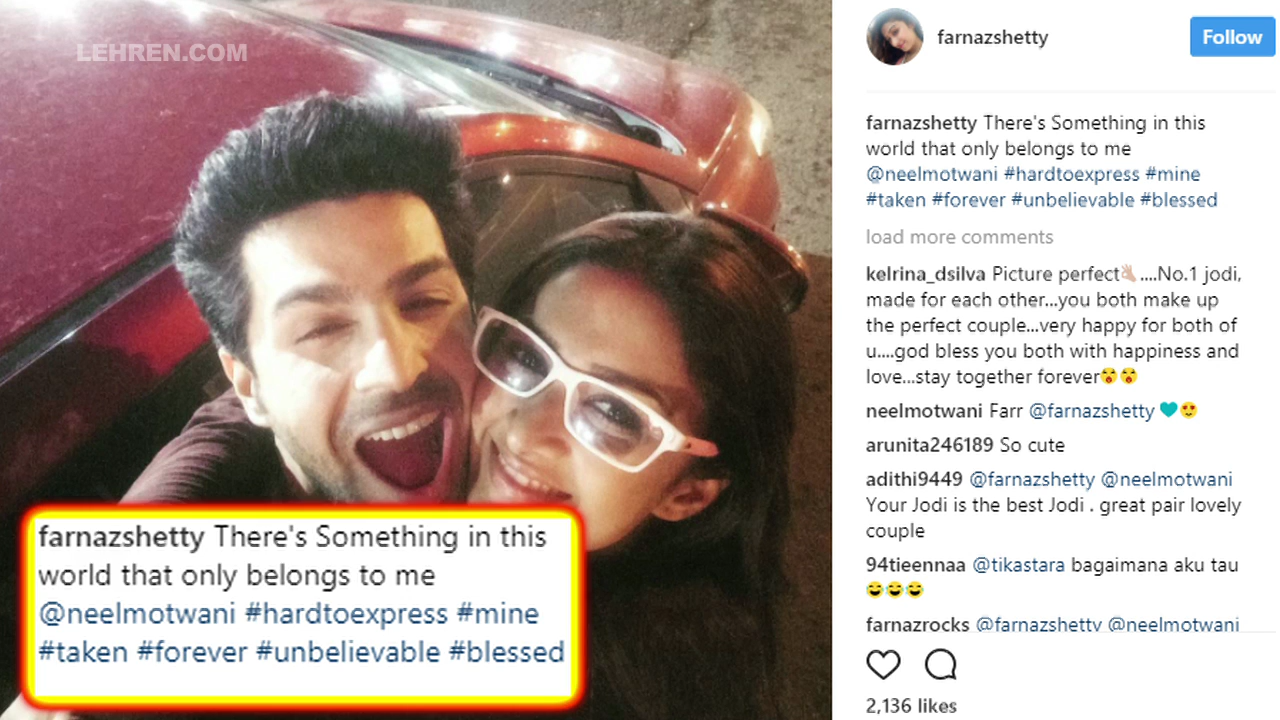 LEHREN.COM
farnazshetty There's Something in this
world that only belongs to me
@neelmotwani #hardtoexpress #mine
#taken #forever #unbelievable #blessed
farnazshetty
Follow
farnazshetty There's Something in this
world that only belongs to me
@neelmotwani #hardtoexpress #mine
#taken #forever #unbelievable #blessed
load more comments
kelrina_dsilva Picture perfect👌🏻....No.1 jodi,
made for each other...you both make up
the perfect couple...very happy for both of
u....god bless you both with happiness and
love...stay together forever😲😲
neelmotwani Farr @farnazshetty 💚😍
arunita246189 So cute
adithi9449 @farnazshetty @neelmotwani
Your Jodi is the best Jodi . great pair lovely
couple
94tieennaa @tikastara bagaimana aku tau
😂😂😂
farnazrocks @farnazshetty @neelmotwani
2,136 likes